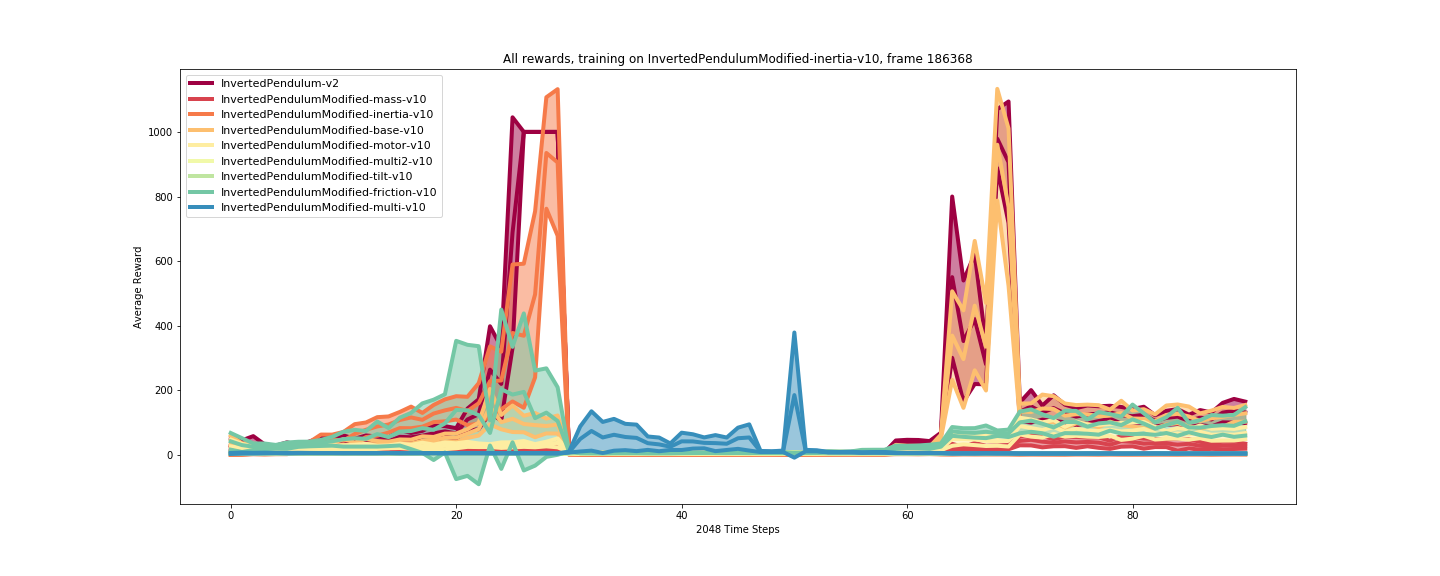 All rewards, training on InvertedPendulumModified-inertia-v10, frame 186368
InvertedPendulum-v2
InvertedPendulumModified-mass-v10
InvertedPendulumModified-inertia-v10
InvertedPendulumModified-base-v10
InvertedPendulumModified-motor-v10
InvertedPendulumModified-multi2-v10
InvertedPendulumModified-tilt-v10
InvertedPendulumModified-friction-v10
InvertedPendulumModified-multi-v10
Average Reward
1000
800
600
400
200
0
0 20 40 60 80
2048 Time Steps